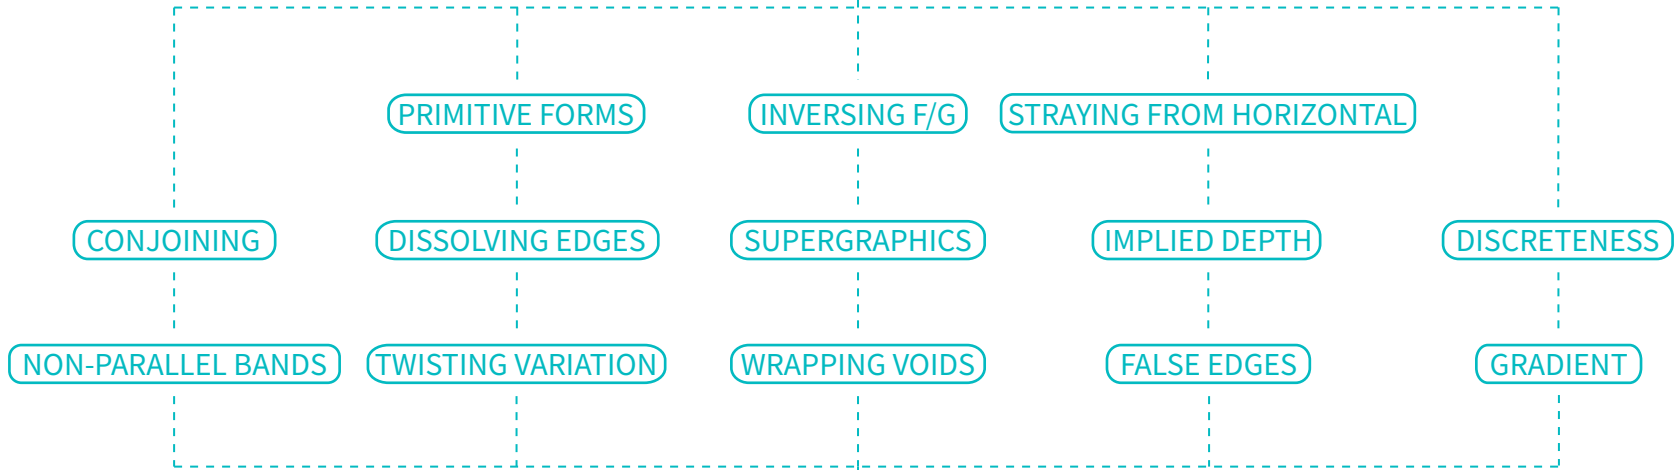 PRIMITIVE FORMS
INVERSING F/G
STRAYING FROM HORIZONTAL
CONJOINING
DISSOLVING EDGES
SUPERGRAPHICS
IMPLIED DEPTH
DISCRETENESS
NON-PARALLEL BANDS
TWISTING VARIATION
WRAPPING VOIDS
FALSE EDGES
GRADIENT